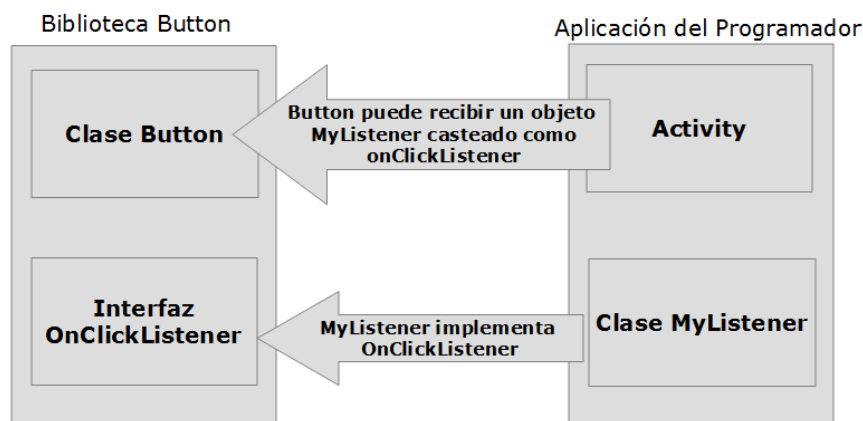 Biblioteca Button
Aplicación del Programador
Clase Button
Button puede recibir un objeto
MyListener casteado como
onClickListener
Activity
Interfaz
OnClickListener
MyListener implementa
OnClickListener
Clase MyListener